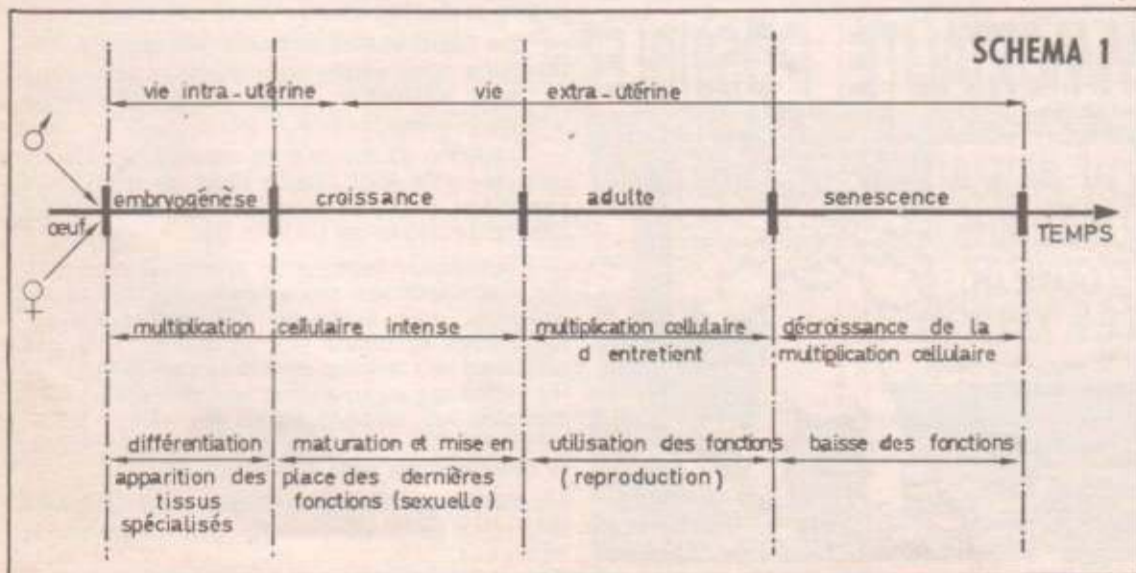 SCHEMA 1
vie intra-utérine vie extra-utérine
♂
embryogénèse croissance adulte senescence
œuf
TEMPS
♀
multiplication cellulaire intense multiplication cellulaire décroissance de la
d entretient multiplication cellulaire
différentiation maturation et mise en utilisation des fonctions baisse des fonctions
apparition des place des dernières (reproduction)
tissus fonctions (sexuelle)
spécialisés